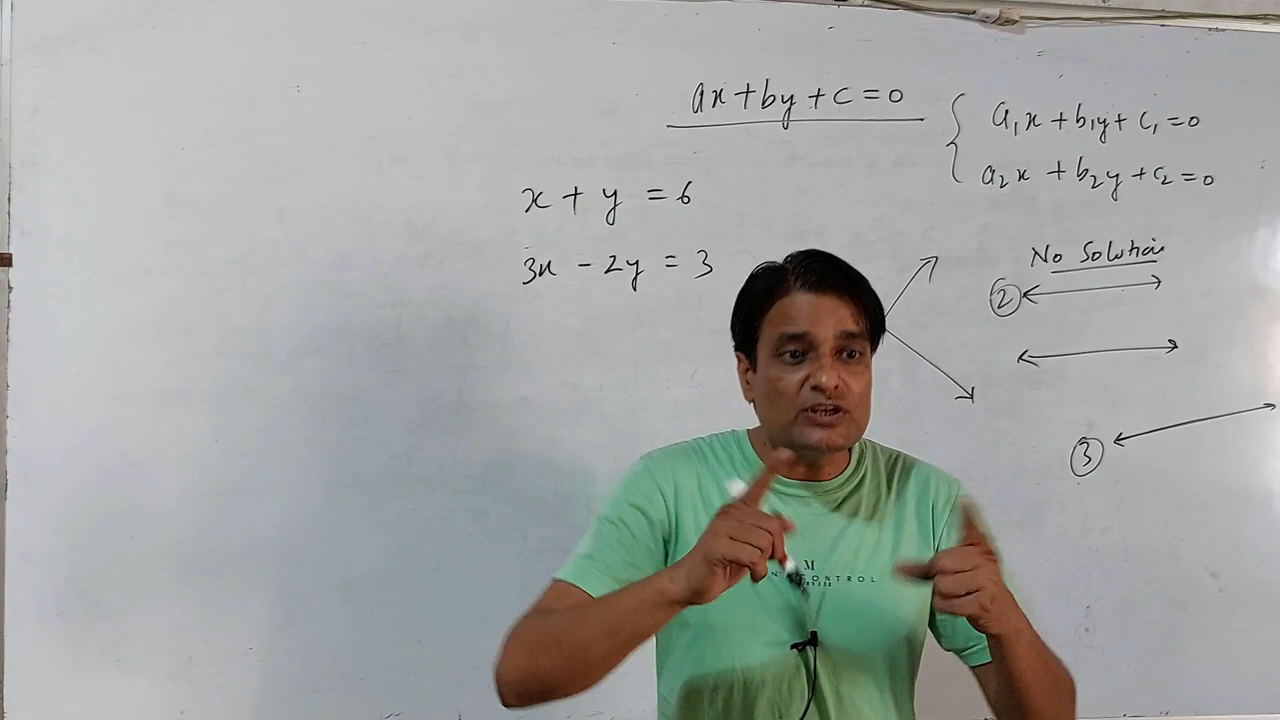 ax + by + c = 0
a₁x + b₁y + c₁ = 0
a₂x + b₂y + c₂ = 0
x + y = 6
3x - 2y = 3
No Solution
②
③
M
CONTROL